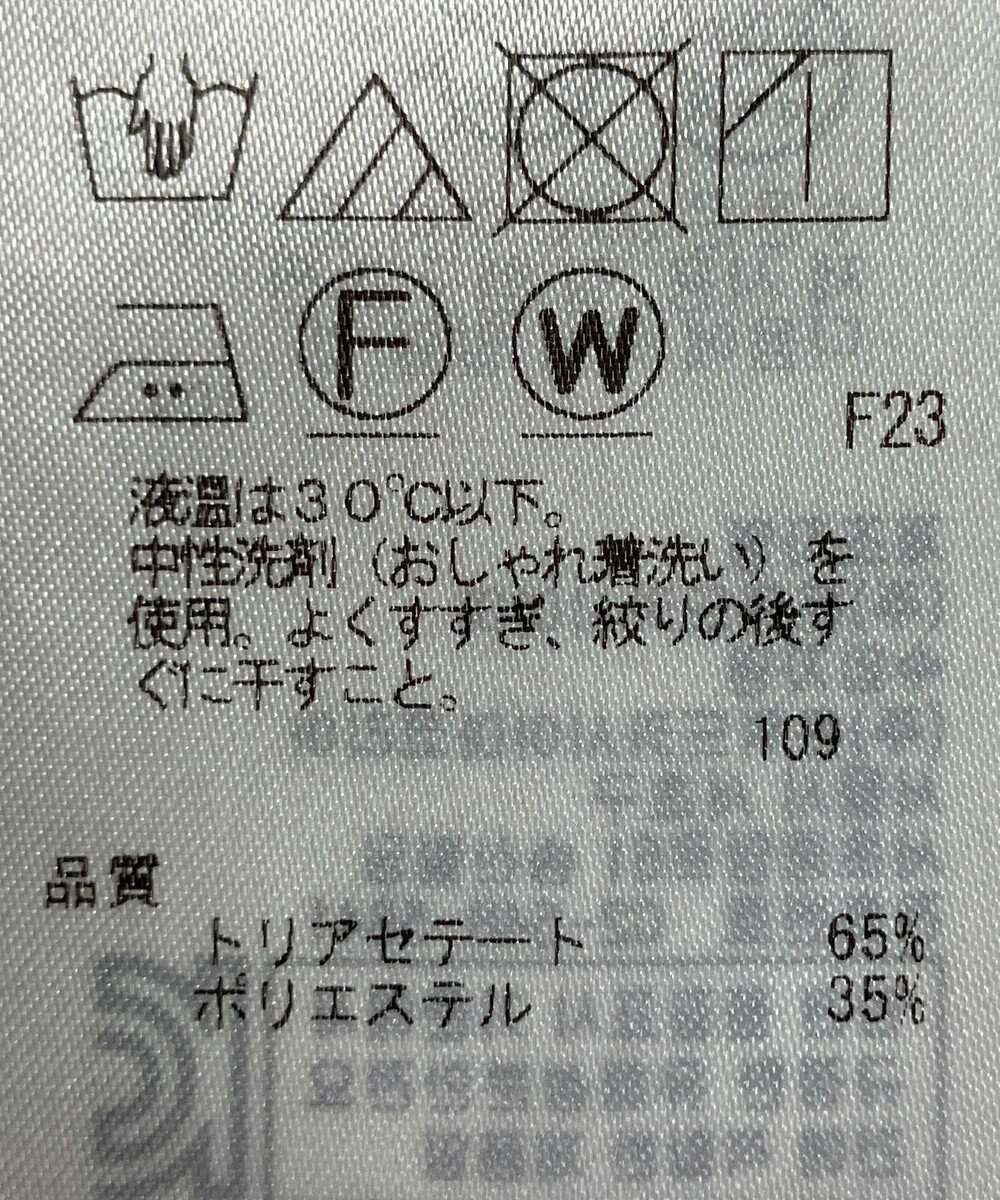 F
W
F23
液温は30℃以下。
中性洗剤（おしゃれ着洗い）を
使用。よくすすぎ、絞りの後す
ぐに干すこと。
109
品質
トリアセテート 65%
ポリエステル 35%